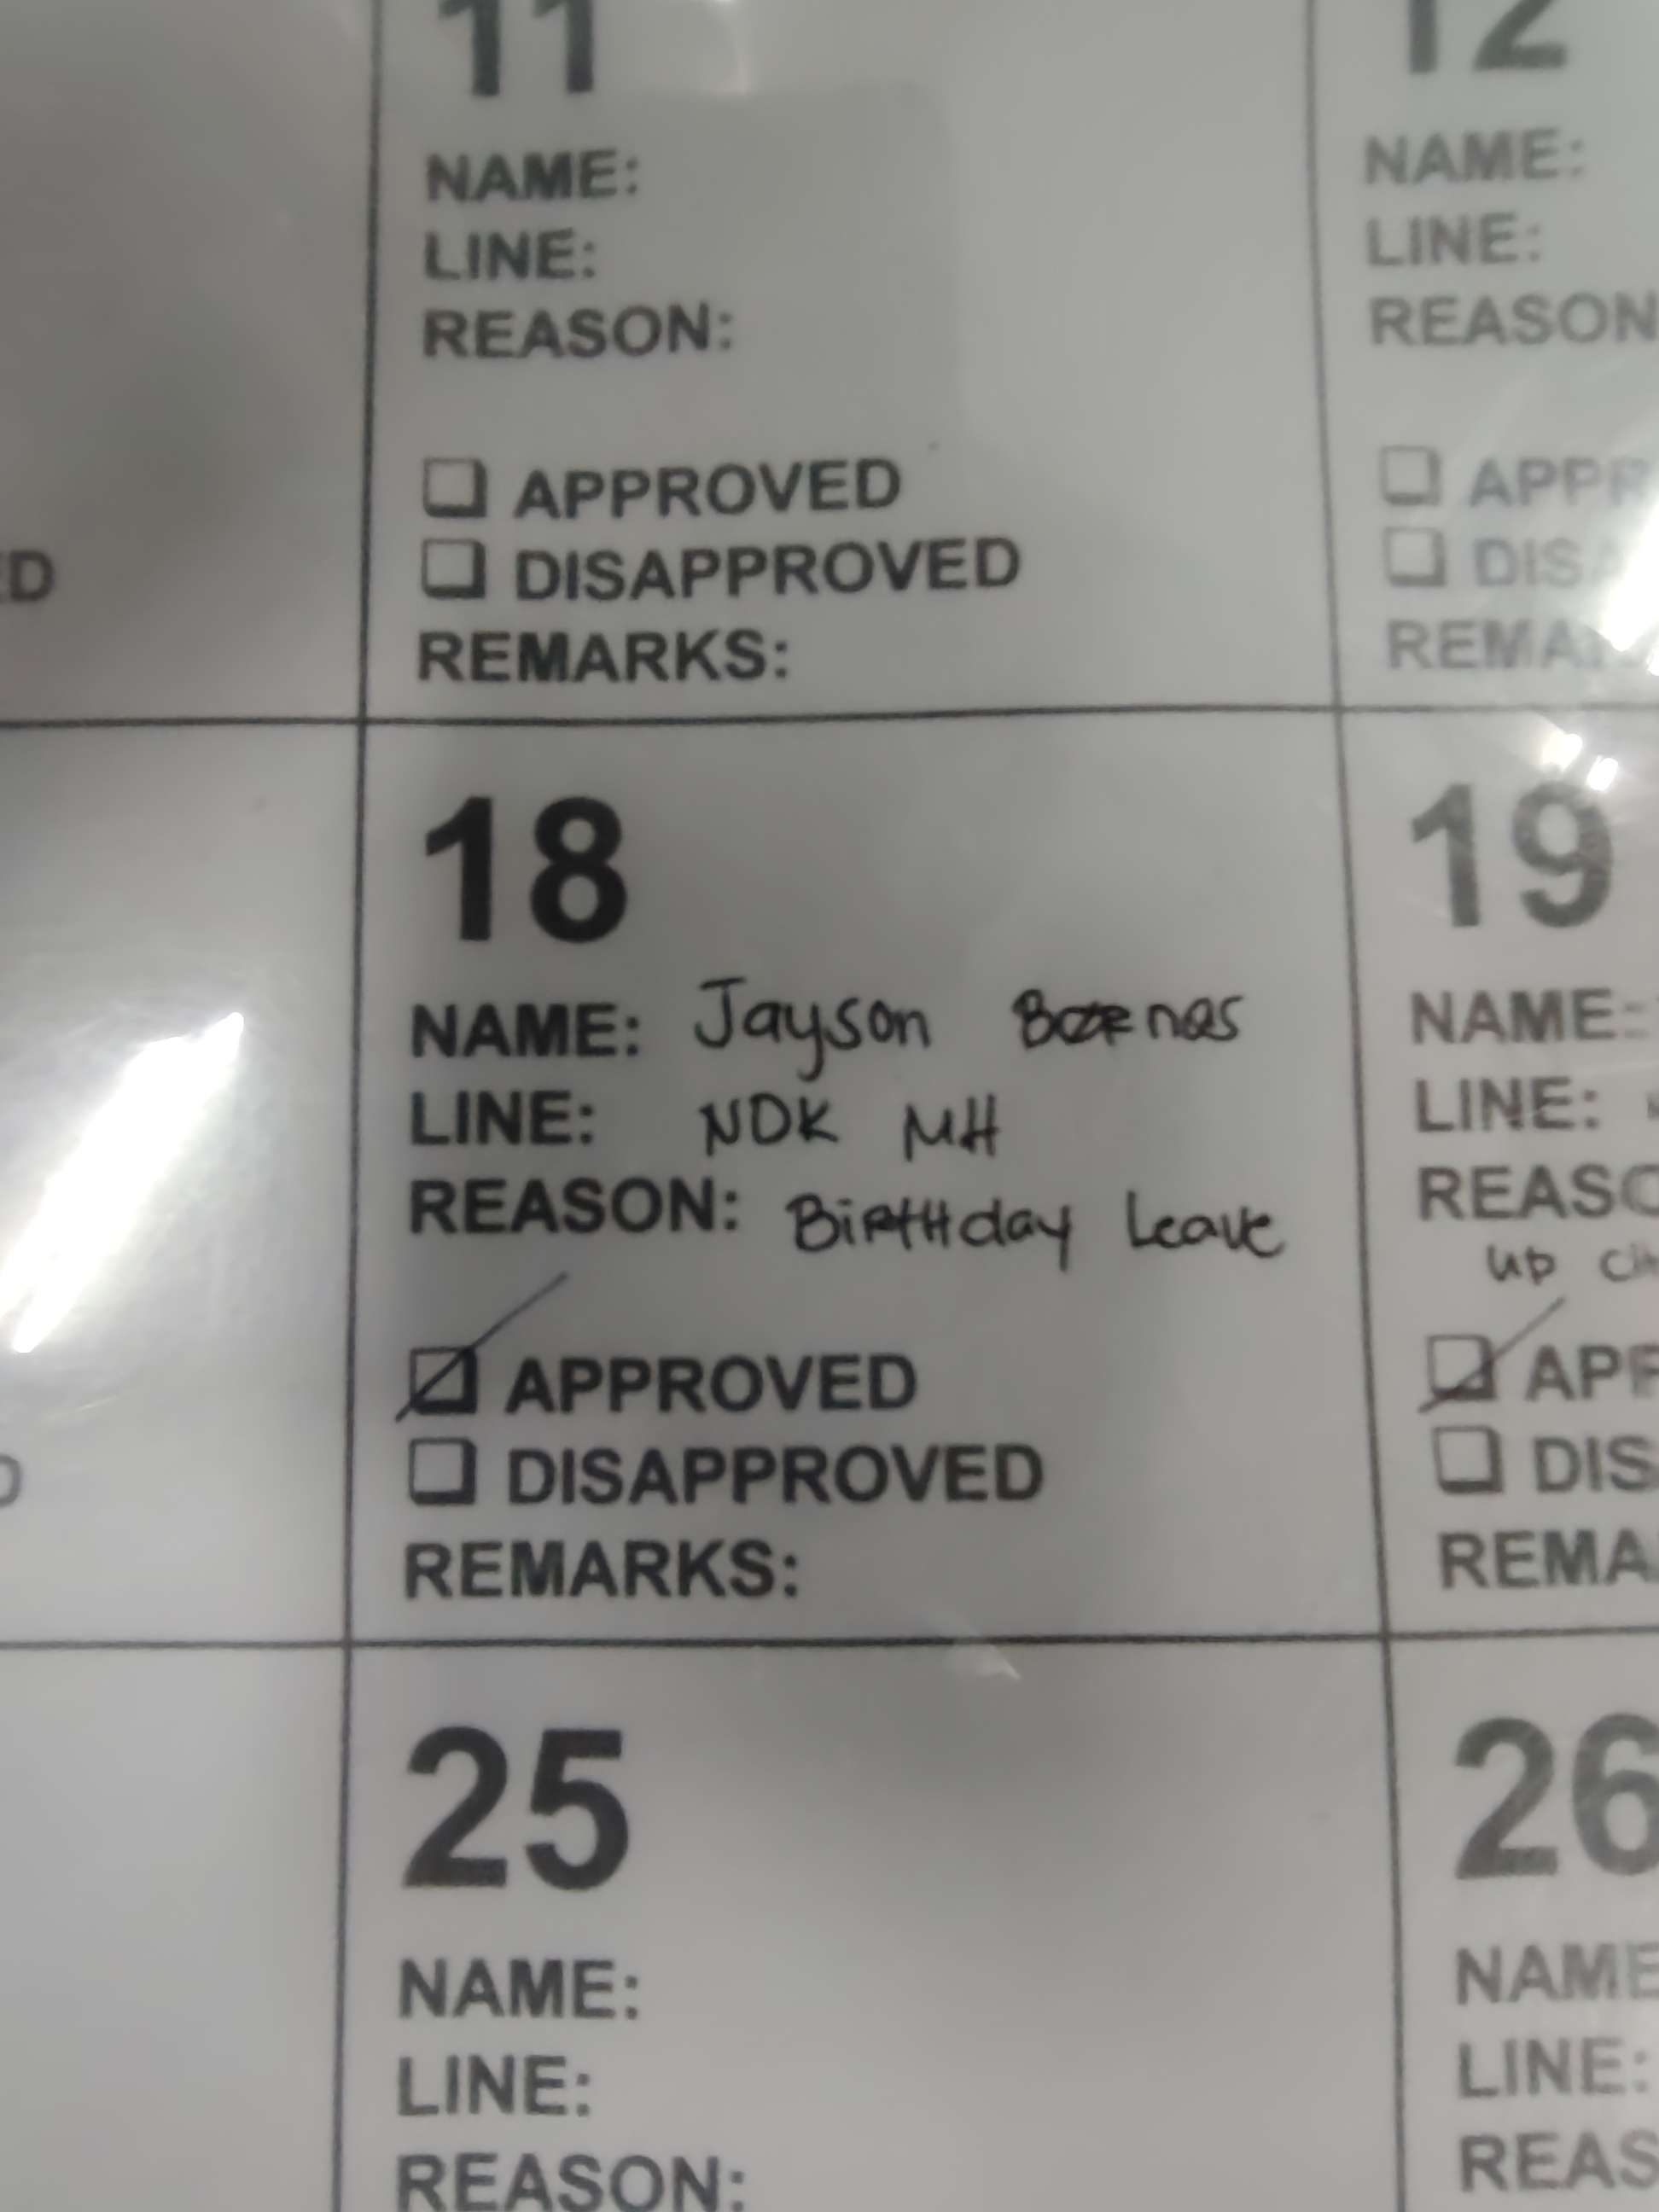 11
NAME:
LINE:
REASON:
APPROVED
DISAPPROVED
REMARKS:
12
NAME:
LINE:
REASON
APPR
DIS
REMA
ED
18
NAME: Jayson
LINE: NDK MH
REASON: Birthday Leave
APPROVED
DISAPPROVED
REMARKS:
19
NAME:
LINE:
REASO
up
APP
DIS
REMA
D
25
NAME:
LINE:
REASON:
26
NAME
LINE:
REAS